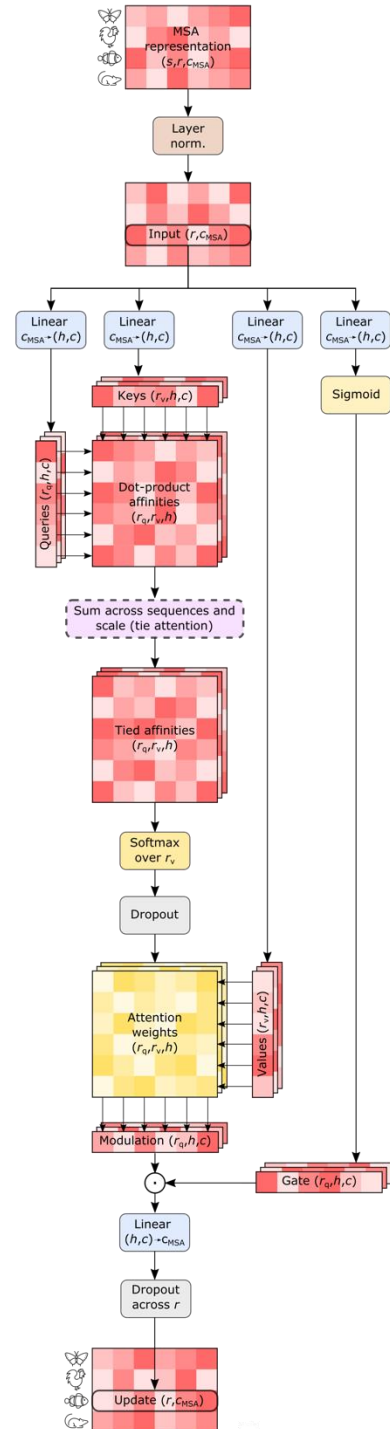 MSA
representation
(s,r,c_MSA)
Layer
norm.
Input (r,c_MSA)
Linear
c_MSA→(h,c)
Linear
c_MSA→(h,c)
Linear
c_MSA→(h,c)
Linear
c_MSA→(h,c)
Sigmoid
Keys (r_v,h,c)
Queries (r_q,h,c)
Dot-product
affinities
(r_q,r_v,h)
Sum across sequences and
scale (tie attention)
Tied affinities
(r_q,r_v,h)
Softmax
over r_v
Dropout
Attention
weights
(r_q,r_v,h)
Values (r_v,h,c)
Modulation (r_q,h,c)
Gate (r_q,h,c)
Linear
(h,c)→c_MSA
Dropout
across r
Update (r,c_MSA)